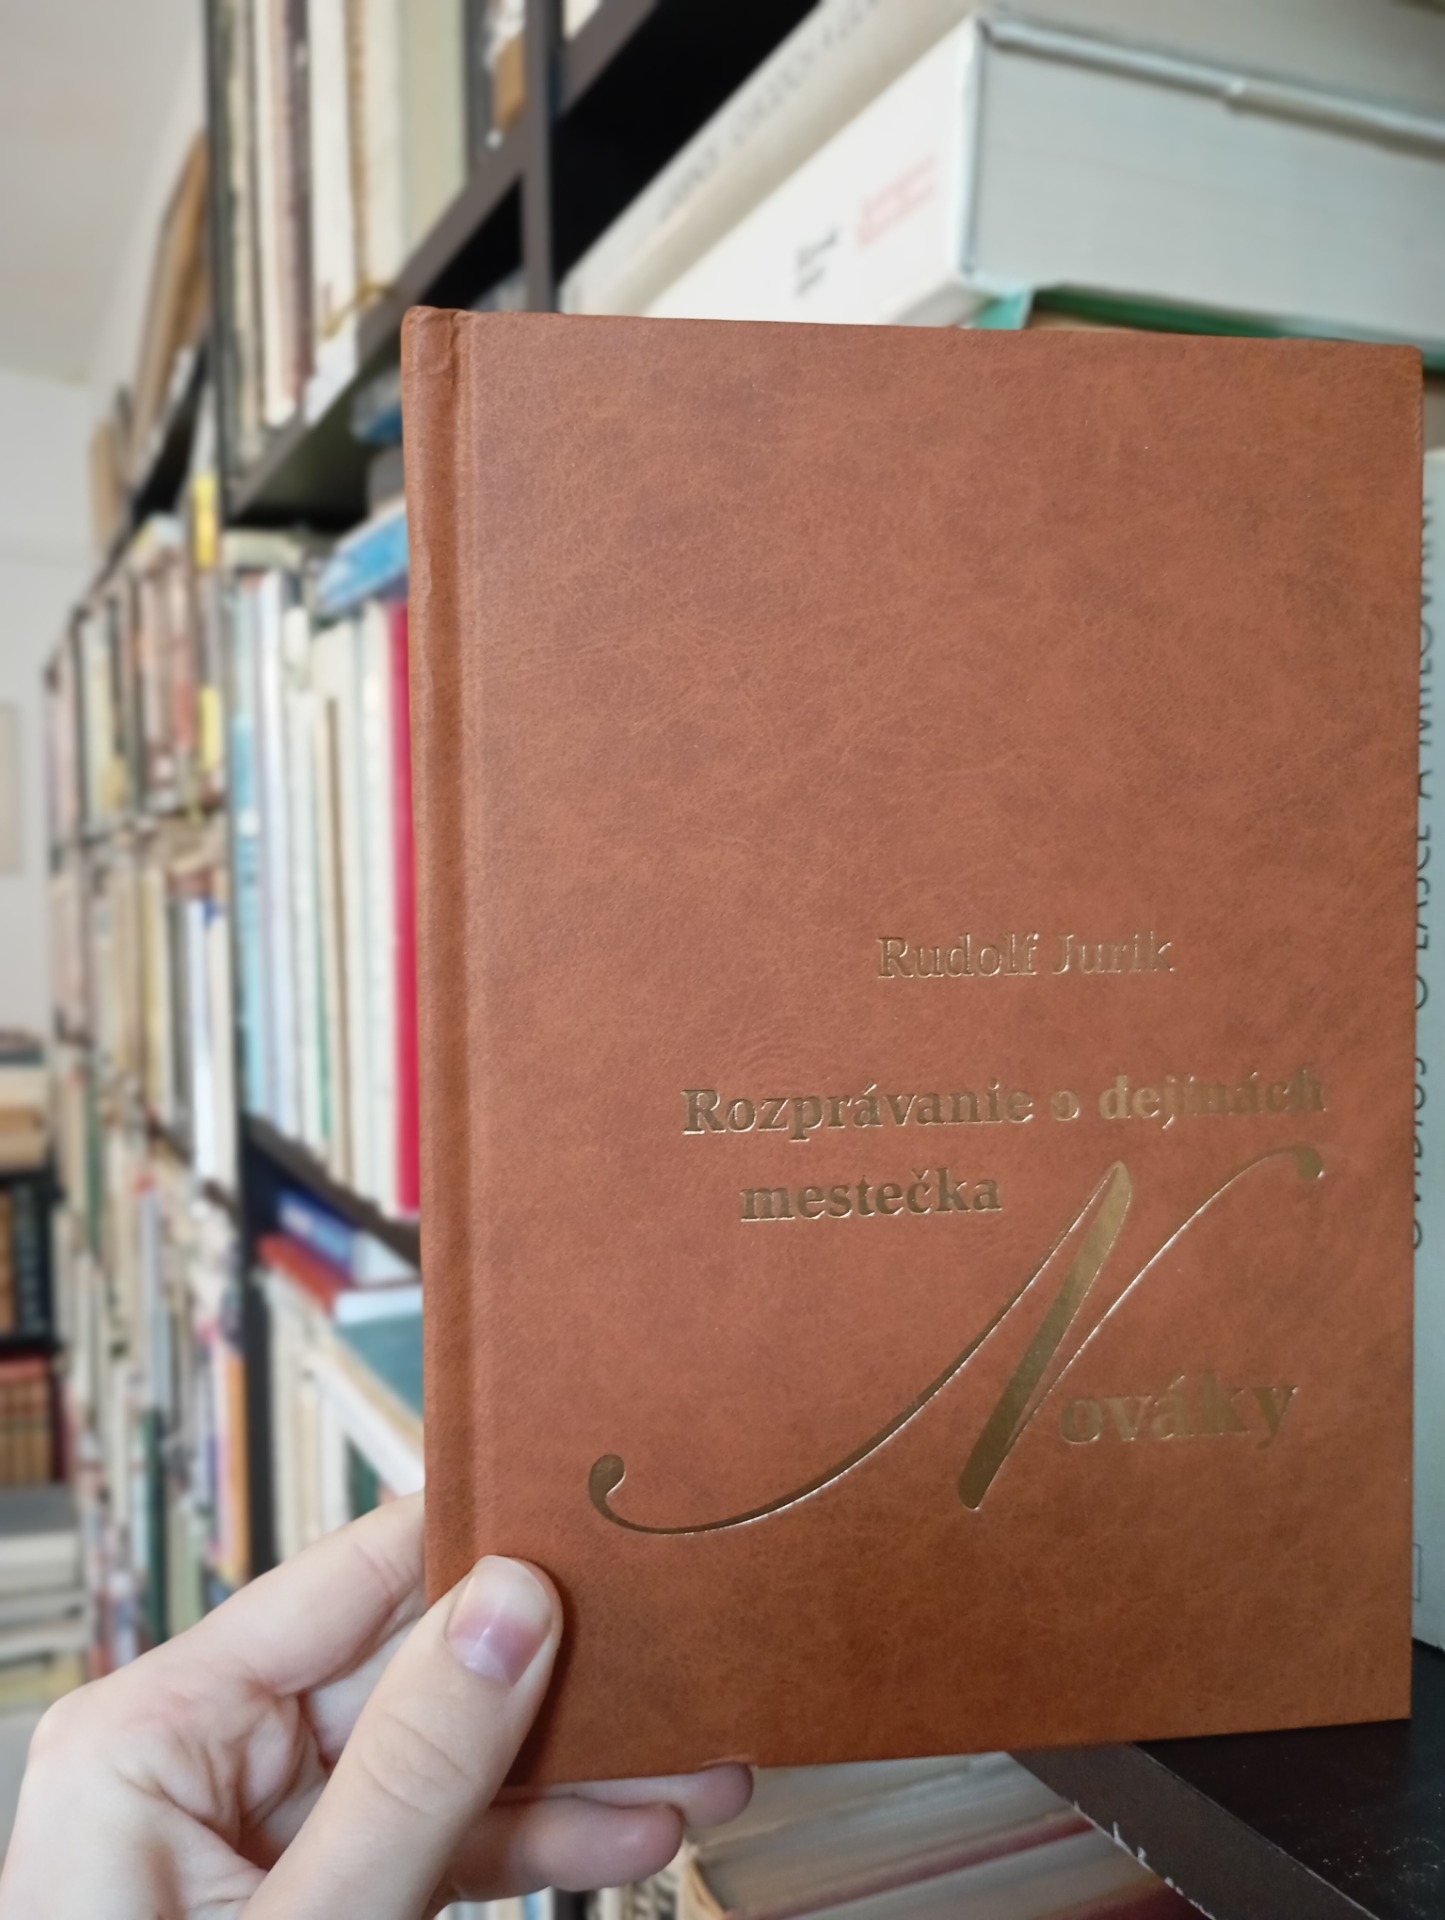 Rudolf Jurík
Rozprávanie o dejinách
mestečka
Nováky